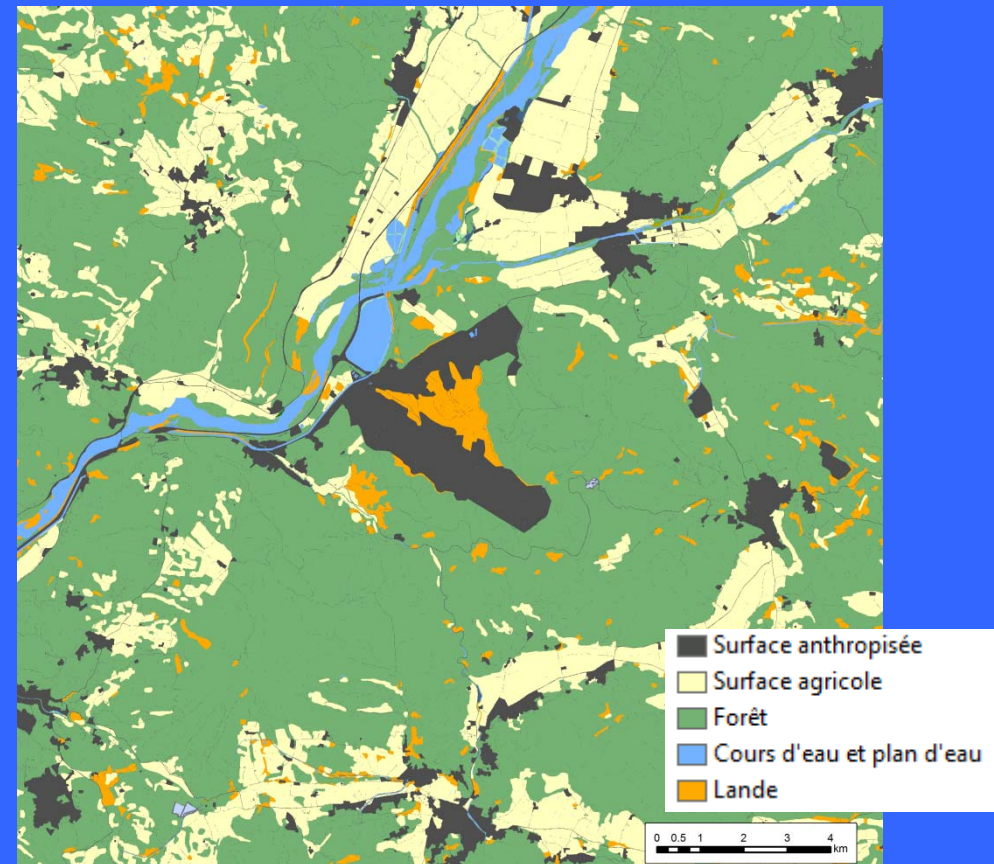 Surface anthropisée
Surface agricole
Forêt
Cours d'eau et plan d'eau
Lande
0 0.5 1 2 3 4
km